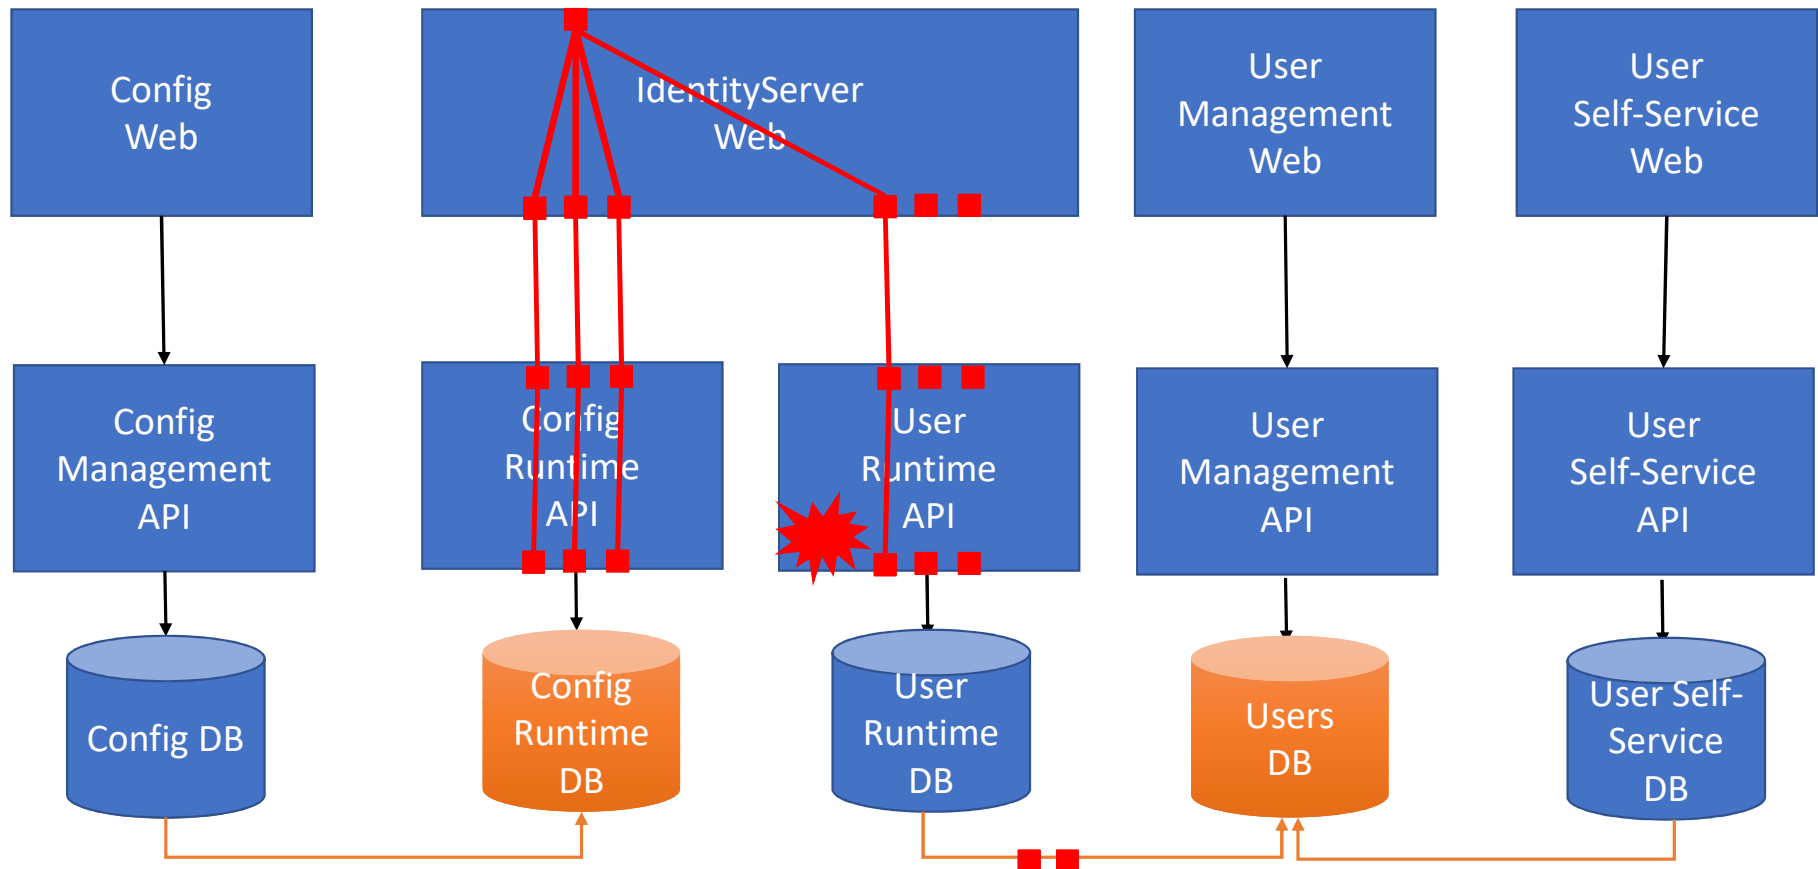 Config
Web
IdentityServer
Web
User
Management
Web
User
Self-Service
Web
Config
Management
API
Config
Runtime
API
User
Runtime
API
User
Management
API
User
Self-Service
API
Config DB
Config
Runtime
DB
User
Runtime
DB
Users
DB
User Self-
Service
DB